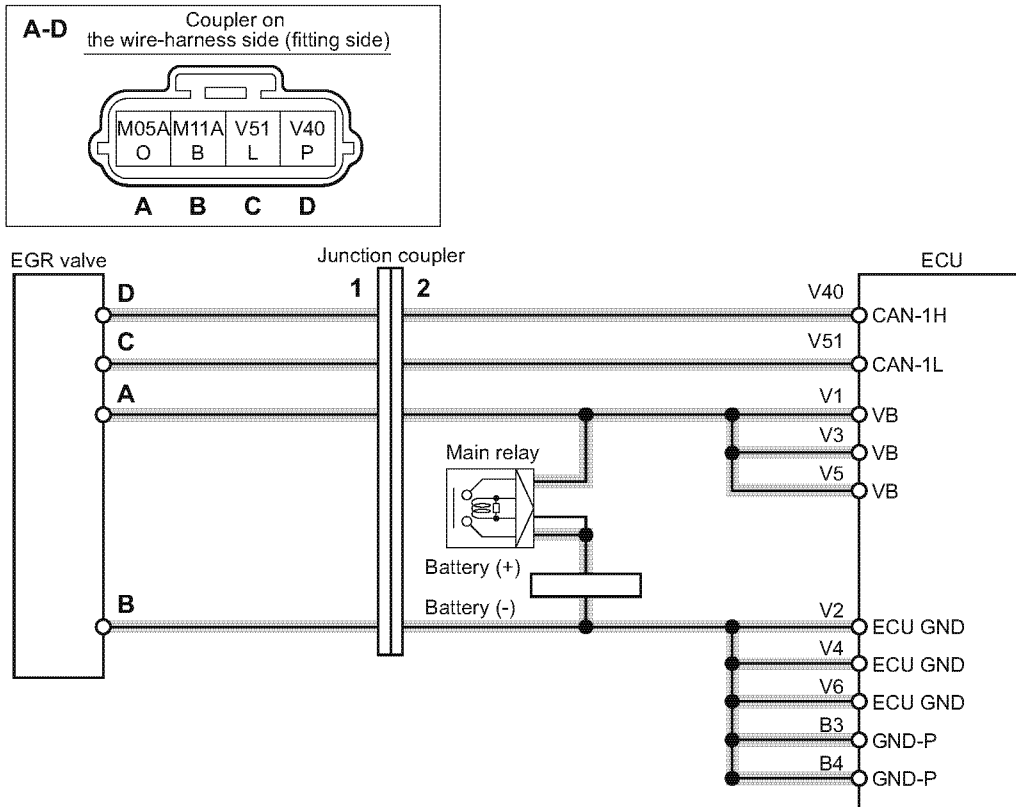 A-D
Coupler on
the wire-harness side (fitting side)
M05A M11A V51 V40
O B L P
A B C D
EGR valve
Junction coupler
ECU
D
1
2
V40
CAN-1H
C
V51
CAN-1L
A
V1
VB
V3
VB
V5
VB
Main relay
Battery (+)
Battery (-)
B
V2
ECU GND
V4
ECU GND
V6
ECU GND
B3
GND-P
B4
GND-P